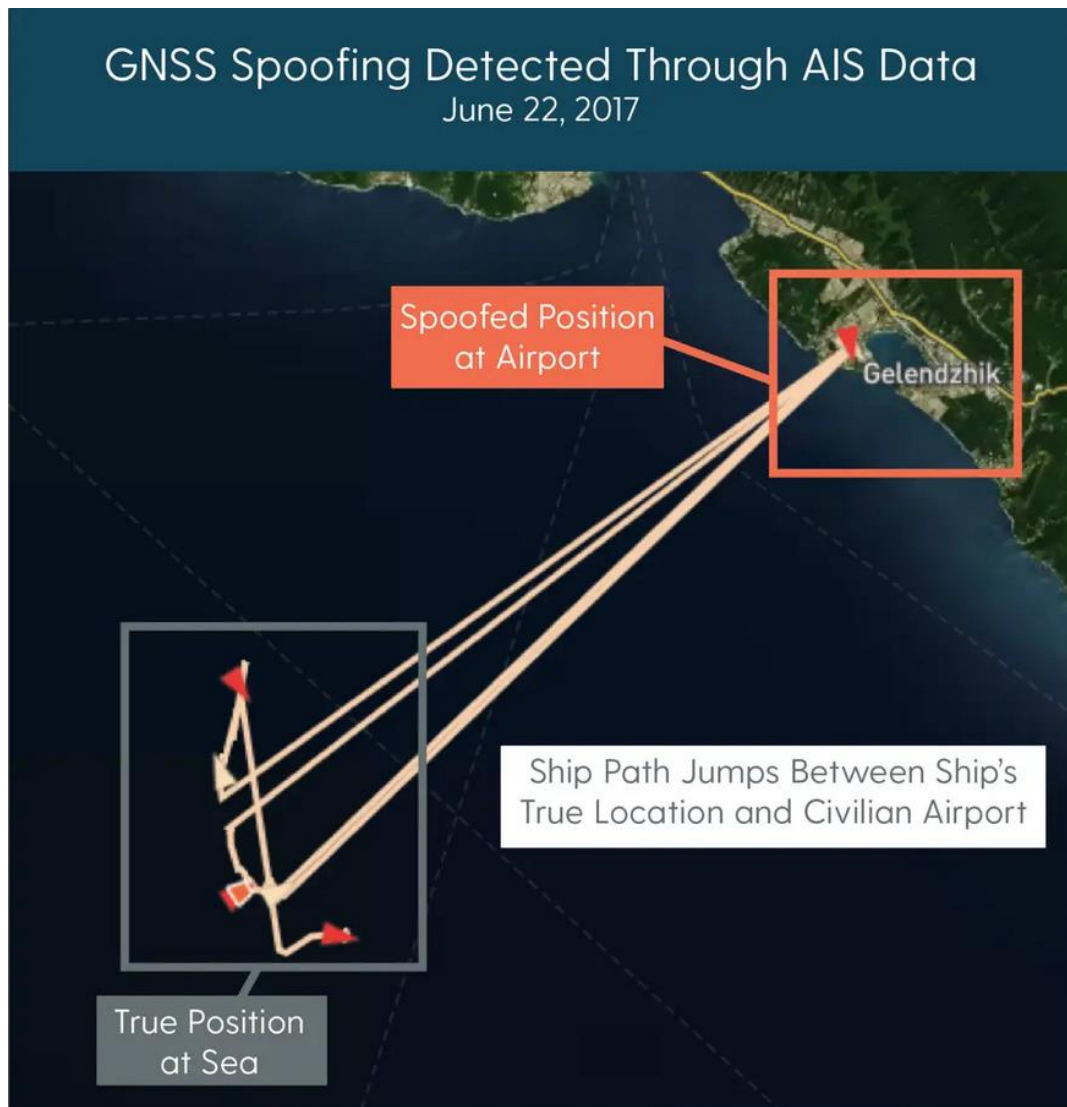 GNSS Spoofing Detected Through AIS Data
June 22, 2017
Spoofed Position
at Airport
Gelendzhik
Ship Path Jumps Between Ship's
True Location and Civilian Airport
True Position
at Sea